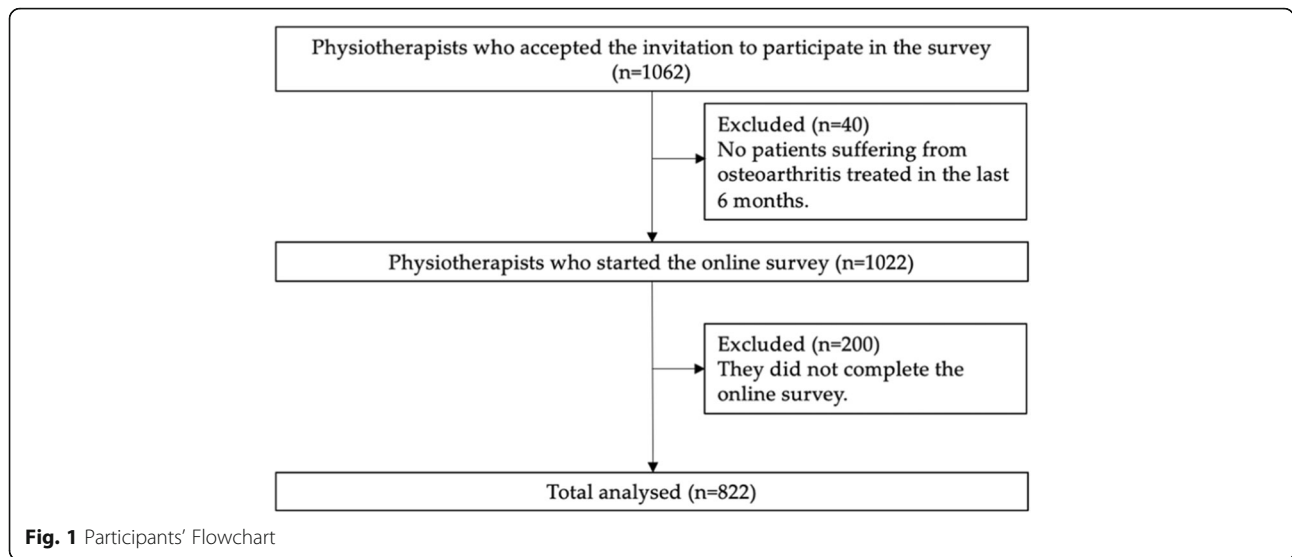 Physiotherapists who accepted the invitation to participate in the survey
(n=1062)
Excluded (n=40)
No patients suffering from
osteoarthritis treated in the last
6 months.
Physiotherapists who started the online survey (n=1022)
Excluded (n=200)
They did not complete the
online survey.
Total analysed (n=822)
Fig. 1 Participants' Flowchart